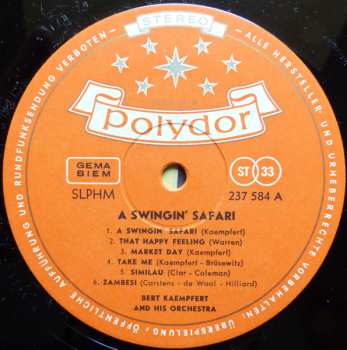 STEREO
polydor
GEMA
BIEM
SLPHM
ST 33
237 584 A
A SWINGIN' SAFARI
1. A SWINGIN' SAFARI (Kaempfert)
2. THAT HAPPY FEELING (Warren)
3. MARKET DAY (Kaempfert)
4. TAKE ME (Kaempfert - Brüsewitz)
5. SIMILAU (Clar - Coleman)
6. ZAMBESI (Carstens - de Waal - Hilliard)
BERT KAEMPFERT
AND HIS ORCHESTRA
- ALLE HERSTELLER- UND URHEBERRECHTE VORBEHALTEN: ÜBERSPIELUNG, ÖFFENTLICHE AUFFÜHRUNG UND RUNDFUNKSENDUNG VERBOTEN -